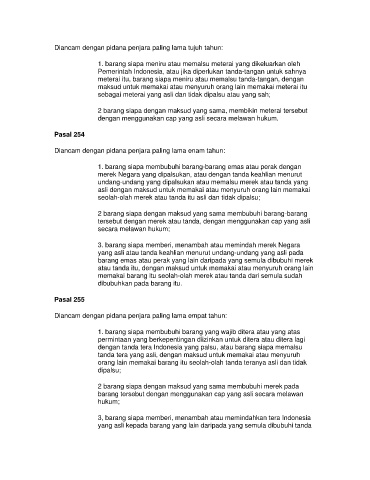 Diancam dengan pidana penjara paling lama tujuh tahun:
1. barang siapa meniru atau memalsu meterai yang dikeluarkan oleh
Pemerintah Indonesia, atau jika diperlukan tanda-tangan untuk sahnya
meterai itu, barang siapa meniru atau memalsu tanda-tangan, dengan
maksud untuk memakai atau menyuruh orang lain memakai meterai itu
sebagai meterai yang asli dan tidak dipalsu atau yang sah;
2 barang siapa dengan maksud yang sama, membikin meterai tersebut
dengan menggunakan cap yang asli secara melawan hukum.
Pasal 254
Diancam dengan pidana penjara paling lama enam tahun:
1. barang siapa membubuhi barang-barang emas atau perak dengan
merek Negara yang dipalsukan, atau dengan tanda keahlian menurut
undang-undang yang dipalsukan atau memalsu merek atau tanda yang
asli dengan maksud untuk memakai atau menyuruh orang lain memakai
seolah-olah merek atau tanda itu asli dan tidak dipalsu;
2 barang siapa dengan maksud yang sama membubuhi barang-barang
tersebut dengan merek atau tanda, dengan menggunakan cap yang asli
secara melawan hukum;
3. barang siapa memberi, menambah atau memindah merek Negara
yang asli atau tanda keahlian menurut undang-undang yang asli pada
barang emas atau perak yang lain daripada yang semula dibubuhi merek
atau tanda itu, dengan maksud untuk memakai atau menyuruh orang lain
memakai barang itu seolah-olah merek atau tanda dari semula sudah
dibubuhkan pada barang itu.
Pasal 255
Diancam dengan pidana penjara paling lama empat tahun:
1. barang siapa membubuhi barang yang wajib ditera atau yang atas
permintaan yang berkepentingan diizinkan untuk ditera atau ditera lagi
dengan tanda tera Indonesia yang palsu, atau barang siapa memalsu
tanda tera yang asli, dengan maksud untuk memakai atau menyuruh
orang lain memakai barang itu seolah-olah tanda teranya asli dan tidak
dipalsu;
2 barang siapa dengan maksud yang sama membubuhi merek pada
barang tersebut dengan menggunakan cap yang asli secara melawan
hukum;
3, barang siapa memberi, menambah atau memindahkan tera Indonesia
yang asli kepada barang yang lain daripada yang semula dibubuhi tanda